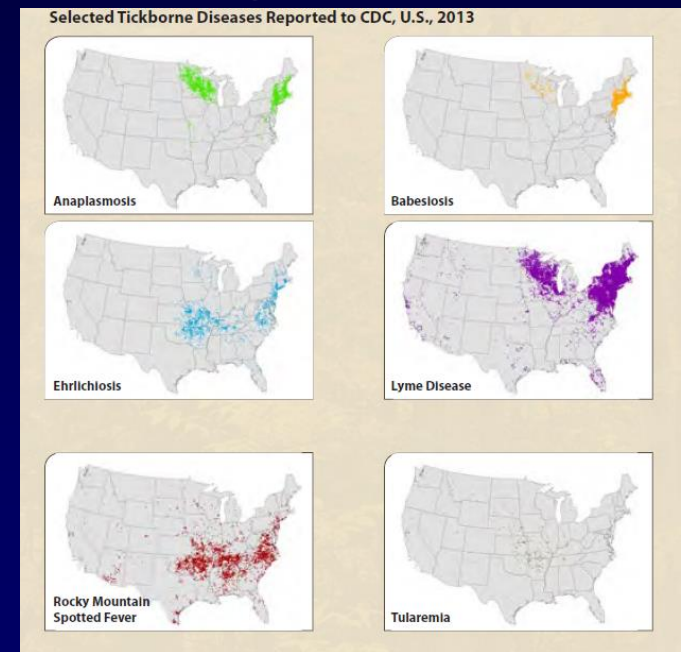 Selected Tickborne Diseases Reported to CDC, U.S., 2013
Anaplasmosis
Babesiosis
Ehrlichiosis
Lyme Disease
Rocky Mountain
Spotted Fever
Tularemia